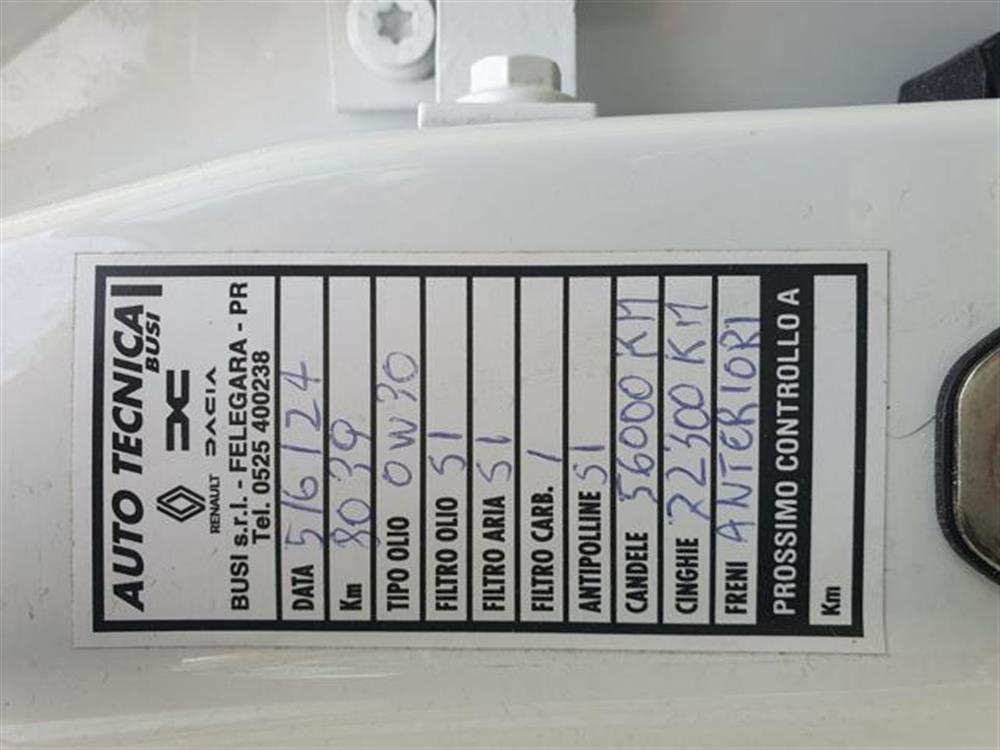 AUTO TECNICA
BUSI
RENAULT DACIA
BUSI s.r.l. - FELEGARA - PR
Tel. 0525 400238
DATA 5/6/24
Km 8039
TIPO OLIO 0W30
FILTRO OLIO SI
FILTRO ARIA SI
FILTRO CARB. /
ANTIPOLLINE SI
CANDELE 56000 KM
CINGHIE 22300 KM
FRENI ANTERIORI
PROSSIMO CONTROLLO A
Km